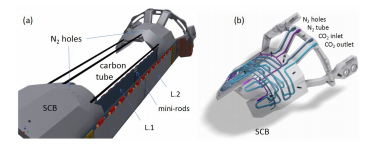 (a)
N₂ holes
carbon
tube
SCB
mini-rods
L.2
L.1
(b)
N₂ holes
N₂ tube
CO₂ inlet
CO₂ outlet
SCB